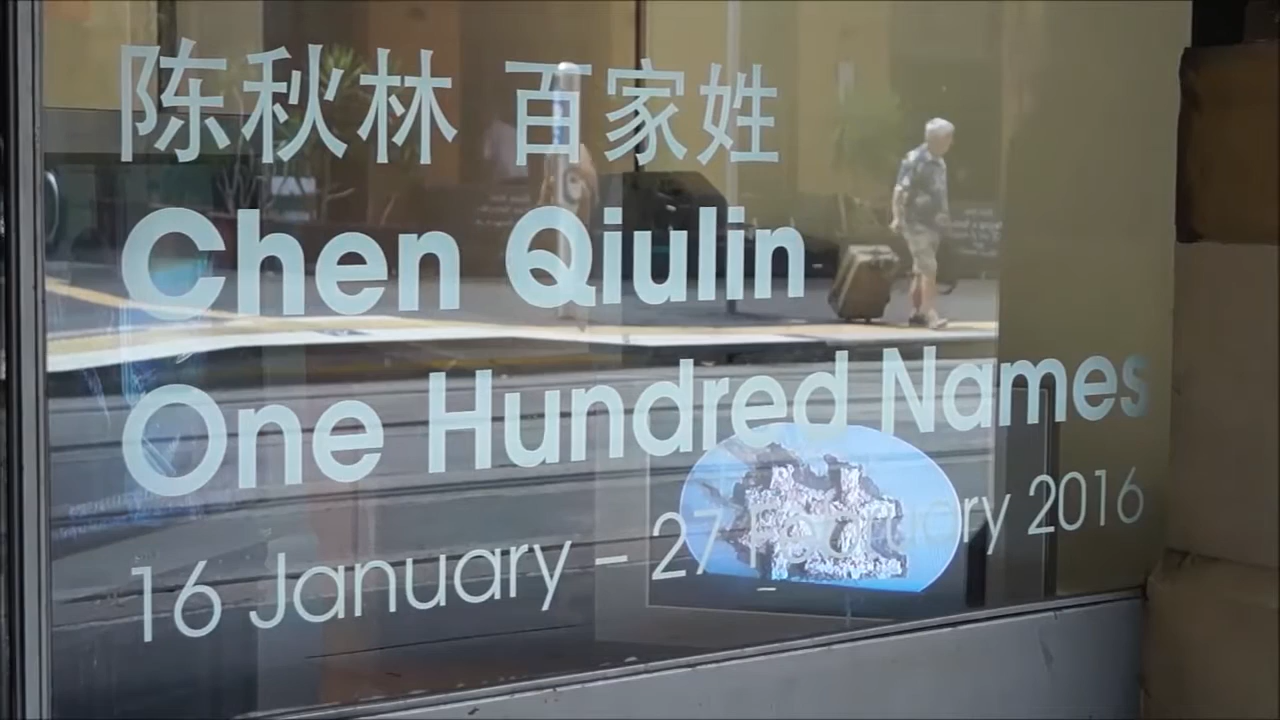 陈秋林 百家姓
Chen Qiulin
One Hundred Names
16 January – 27 February 2016